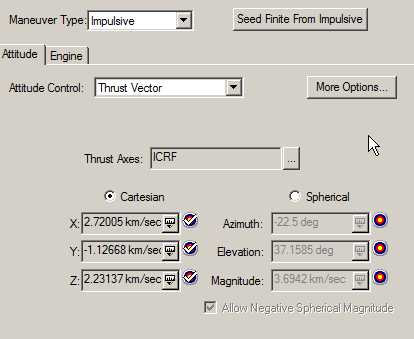 Maneuver Type: Impulsive Seed Finite From Impulsive
Attitude Engine
Attitude Control: Thrust Vector More Options...
Thrust Axes: ICRF ...
Cartesian Spherical
X: 2.72005 km/sec Azimuth: -22.5 deg
Y: -1.12668 km/sec Elevation: 37.1585 deg
Z: 2.23137 km/sec Magnitude: 3.6942 km/sec
Allow Negative Spherical Magnitude